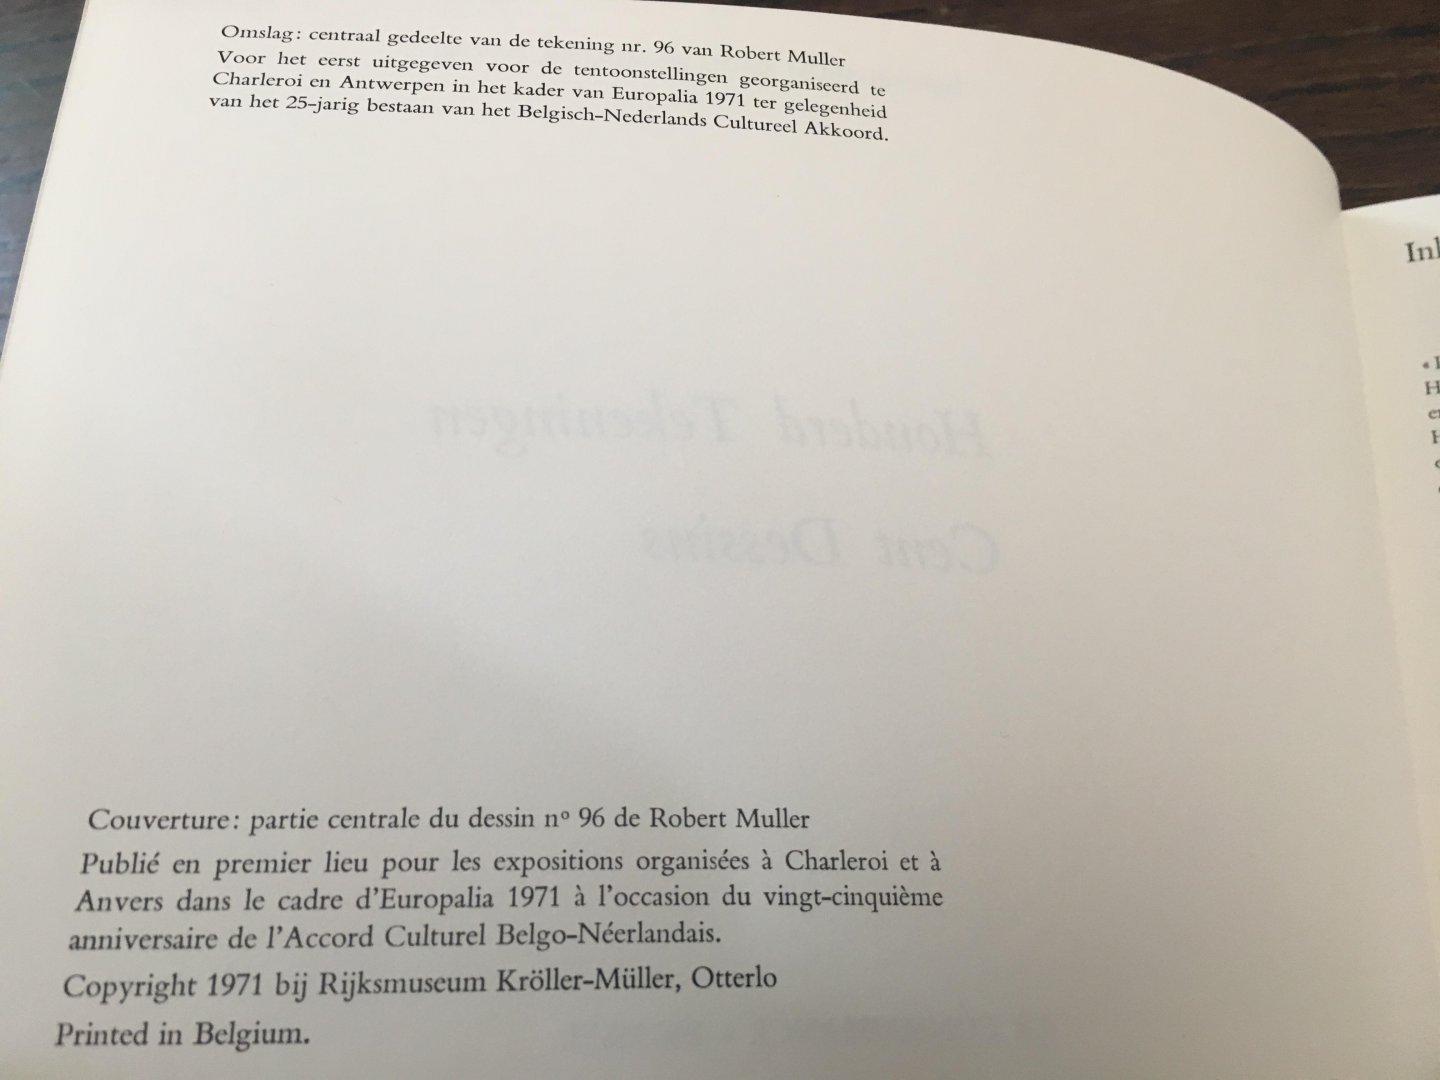 Omslag: centraal gedeelte van de tekening nr. 96 van Robert Muller
Voor het eerst uitgegeven voor de tentoonstellingen georganiseerd te
Charleroi en Antwerpen in het kader van Europalia 1971 ter gelegenheid
van het 25-jarig bestaan van het Belgisch-Nederlands Cultureel Akkoord.
Honderd Tekeningen
Cent Dessins
Couverture: partie centrale du dessin nº 96 de Robert Muller
Publié en premier lieu pour les expositions organisées à Charleroi et à
Anvers dans le cadre d'Europalia 1971 à l'occasion du vingt-cinquième
anniversaire de l'Accord Culturel Belgo-Néerlandais.
Copyright 1971 bij Rijksmuseum Kröller-Müller, Otterlo
Printed in Belgium.